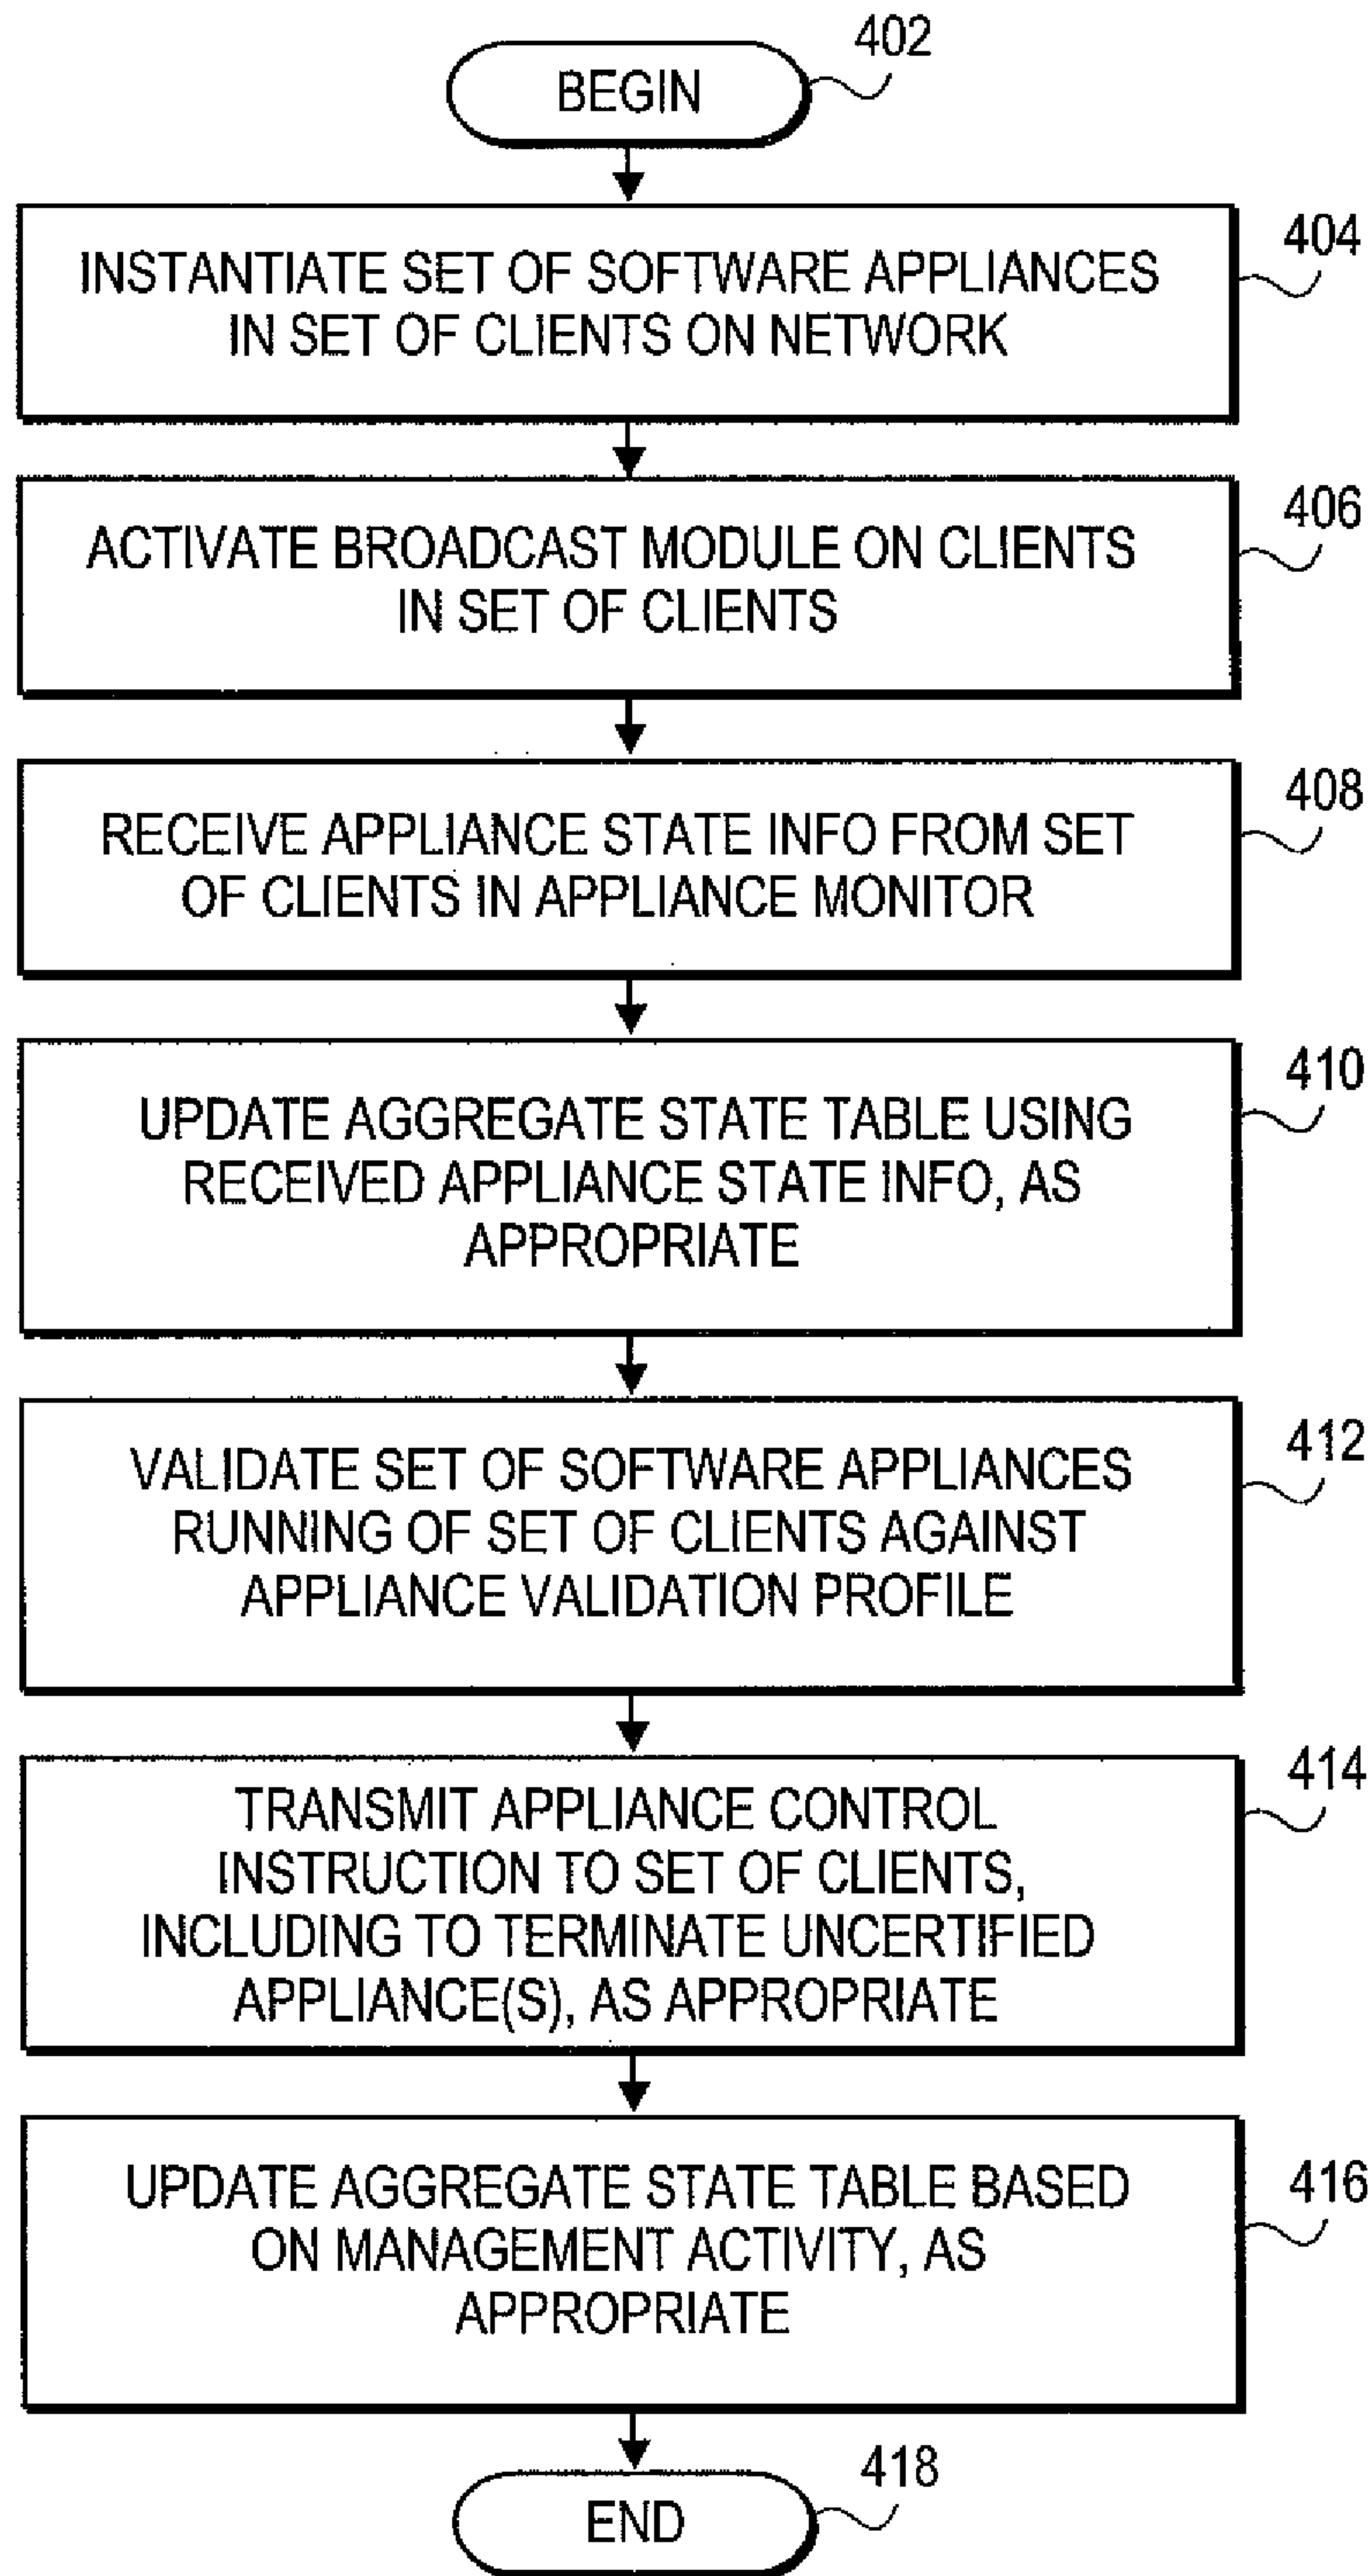 402
BEGIN
404
INSTANTIATE SET OF SOFTWARE APPLIANCES
IN SET OF CLIENTS ON NETWORK
406
ACTIVATE BROADCAST MODULE ON CLIENTS
IN SET OF CLIENTS
408
RECEIVE APPLIANCE STATE INFO FROM SET
OF CLIENTS IN APPLIANCE MONITOR
410
UPDATE AGGREGATE STATE TABLE USING
RECEIVED APPLIANCE STATE INFO, AS
APPROPRIATE
412
VALIDATE SET OF SOFTWARE APPLIANCES
RUNNING OF SET OF CLIENTS AGAINST
APPLIANCE VALIDATION PROFILE
414
TRANSMIT APPLIANCE CONTROL
INSTRUCTION TO SET OF CLIENTS,
INCLUDING TO TERMINATE UNCERTIFIED
APPLIANCE(S), AS APPROPRIATE
416
UPDATE AGGREGATE STATE TABLE BASED
ON MANAGEMENT ACTIVITY, AS
APPROPRIATE
418
END